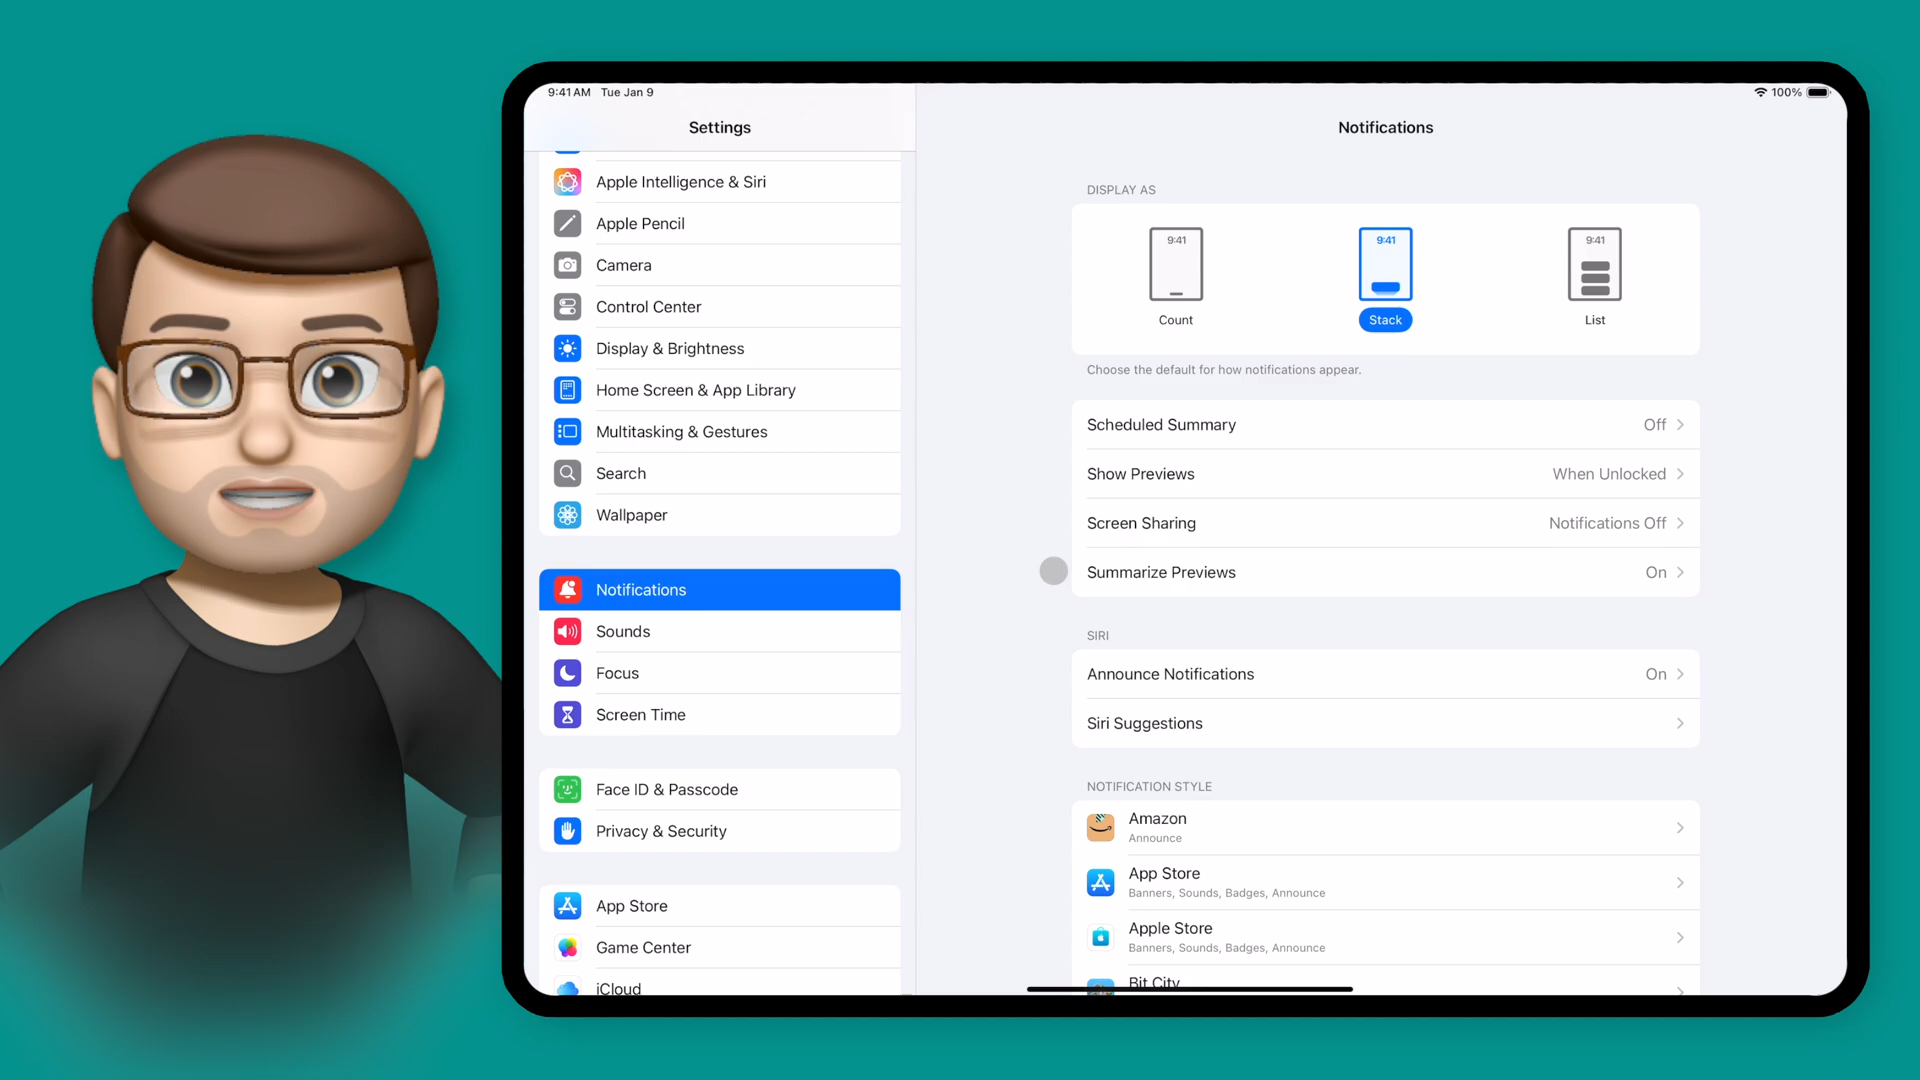 9:41 AM Tue Jan 9
100%
Settings
Apple Intelligence & Siri
Apple Pencil
Camera
Control Center
Display & Brightness
Home Screen & App Library
Multitasking & Gestures
Search
Wallpaper
Notifications
Sounds
Focus
Screen Time
Face ID & Passcode
Privacy & Security
App Store
Game Center
iCloud
Notifications
DISPLAY AS
9:41
9:41
9:41
Count
Stack
List
Choose the default for how notifications appear.
Scheduled Summary Off
Show Previews When Unlocked
Screen Sharing Notifications Off
Summarize Previews On
SIRI
Announce Notifications On
Siri Suggestions
NOTIFICATION STYLE
Amazon
Announce
App Store
Banners, Sounds, Badges, Announce
Apple Store
Banners, Sounds, Badges, Announce
Bit City